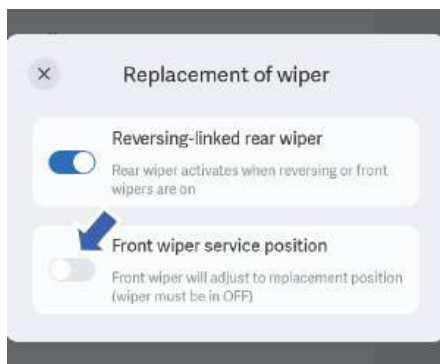 Replacement of wiper
Reversing-linked rear wiper
Rear wiper activates when reversing or front
wipers are on
Front wiper service position
Front wiper will adjust to replacement position
(wiper must be in OFF)